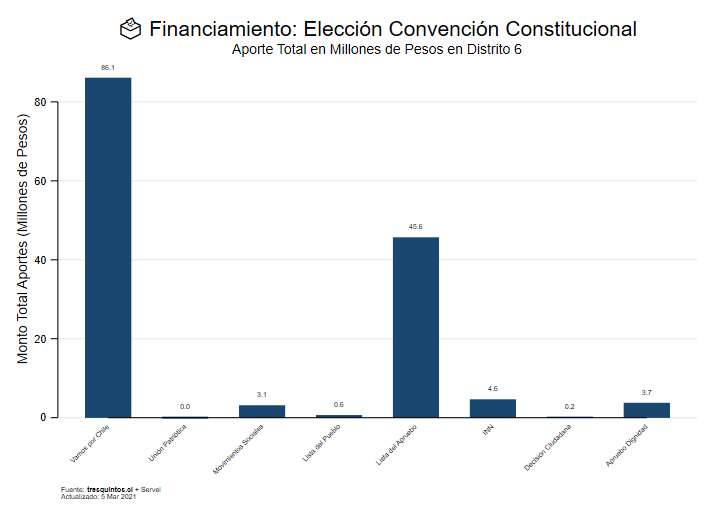 Financiamiento: Elección Convención Constitucional
Aporte Total en Millones de Pesos en Distrito 6
Monto Total Aportes (Millones de Pesos)
80
60
40
20
0
86.1
0.0
3.1
0.6
45.6
4.6
0.2
3.7
Vamos por Chile
Unión Patriótica
Movimientos Sociales
Lista del Pueblo
Lista del Apruebo
INN
Decisión Ciudadana
Apruebo Dignidad
Fuente: tresquintos.cl + Servel
Actualizado: 5 Mar 2021